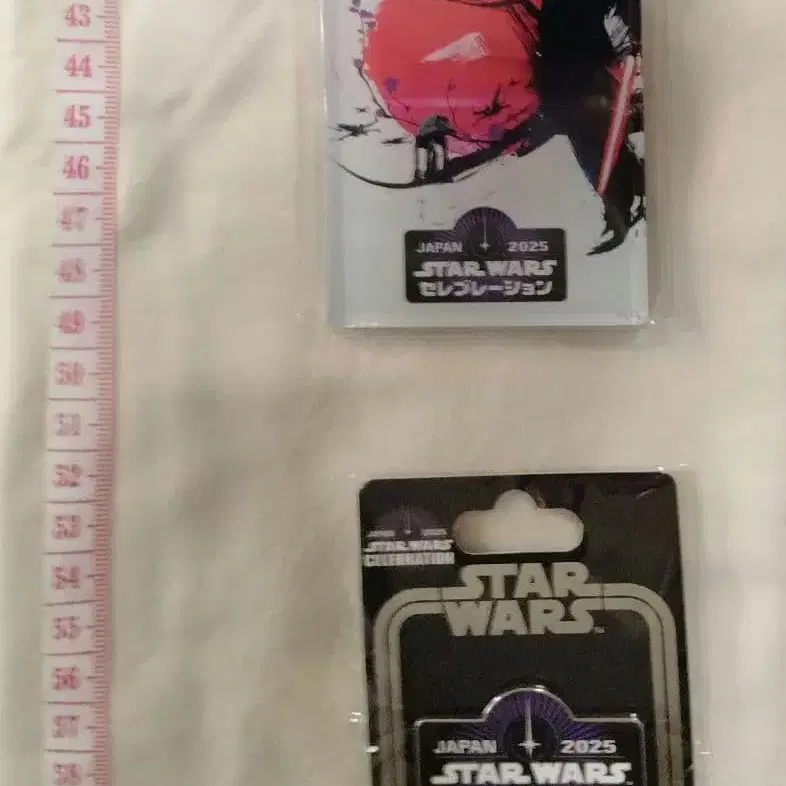 43
44
45
46
47
48
49
50
51
52
53
54
55
56
57
58
JAPAN 2025
STAR WARS
セレブレーション
JAPAN 2025
STAR WARS
CELEBRATION
STAR
WARS™
JAPAN 2025
STAR WARS